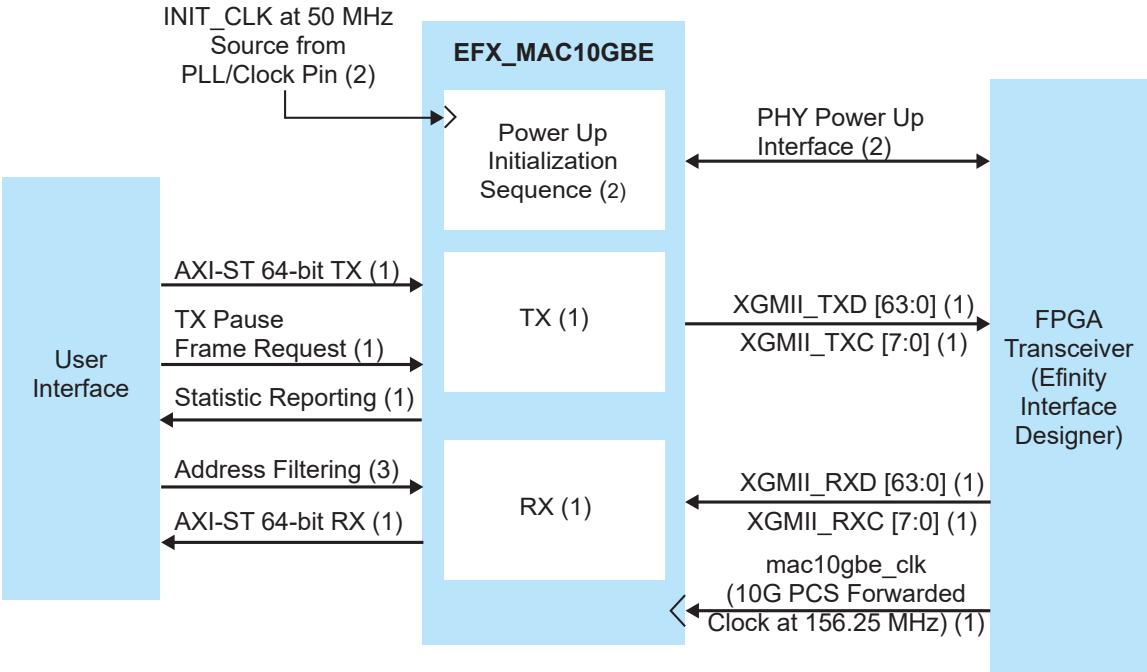 INIT_CLK at 50 MHz
Source from
PLL/Clock Pin (2)
EFX_MAC10GBE
Power Up
Initialization
Sequence (2)
PHY Power Up
Interface (2)
User
Interface
AXI-ST 64-bit TX (1)
TX Pause
Frame Request (1)
Statistic Reporting (1)
Address Filtering (3)
AXI-ST 64-bit RX (1)
TX (1)
RX (1)
XGMII_TXD [63:0] (1)
XGMII_TXC [7:0] (1)
XGMII_RXD [63:0] (1)
XGMII_RXC [7:0] (1)
mac10gbe_clk
(10G PCS Forwarded
Clock at 156.25 MHz) (1)
FPGA
Transceiver
(Efinity
Interface
Designer)